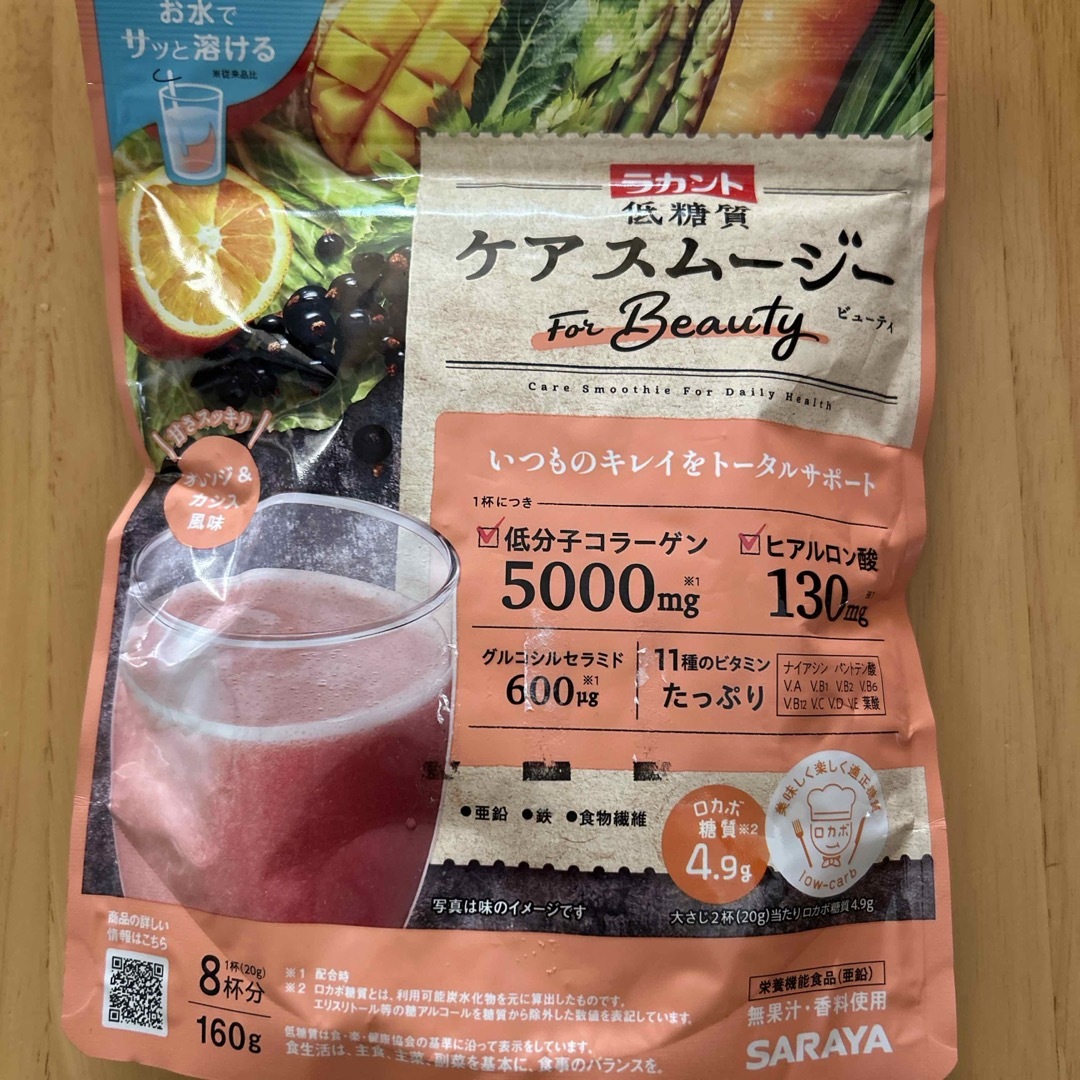 お水で
サッと溶ける
※従来品比
ラカント
低糖質
ケア スムージー
For Beauty
ビューティ
Care Smoothie For Daily Health
甘さスッキリ
オレンジ&
カシス
風味
いつものキレイをトータルサポート
1杯につき
低分子コラーゲン
5000mg※1
ヒアルロン酸
130mg※1
グルコシルセラミド
600μg※1
11種のビタミン
たっぷり
ナイアシン パントテン酸
V.A V.B1 V.B2 V.B6
V.B12 V.C V.D V.E 葉酸
●亜鉛 ●鉄 ●食物繊維
ロカボ
糖質※2
4.9g
美味しく楽しく適正糖質
ロカボ
low-carb
写真は味のイメージです
大さじ2杯(20g)当たりロカボ糖質4.9g
商品の詳しい
情報はこちら
1杯(20g)
8杯分
160g
※1 配合時
※2 ロカボ糖質とは、利用可能炭水化物を元に算出したものです。
エリスリトール等の糖アルコールを糖質から除外した数値を表記しています。
低糖質は食・楽・健康協会の基準に沿って表示をしています。
食生活は、主食、主菜、副菜を基本に、食事のバランスを。
栄養機能食品(亜鉛)
無果汁・香料使用
SARAYA